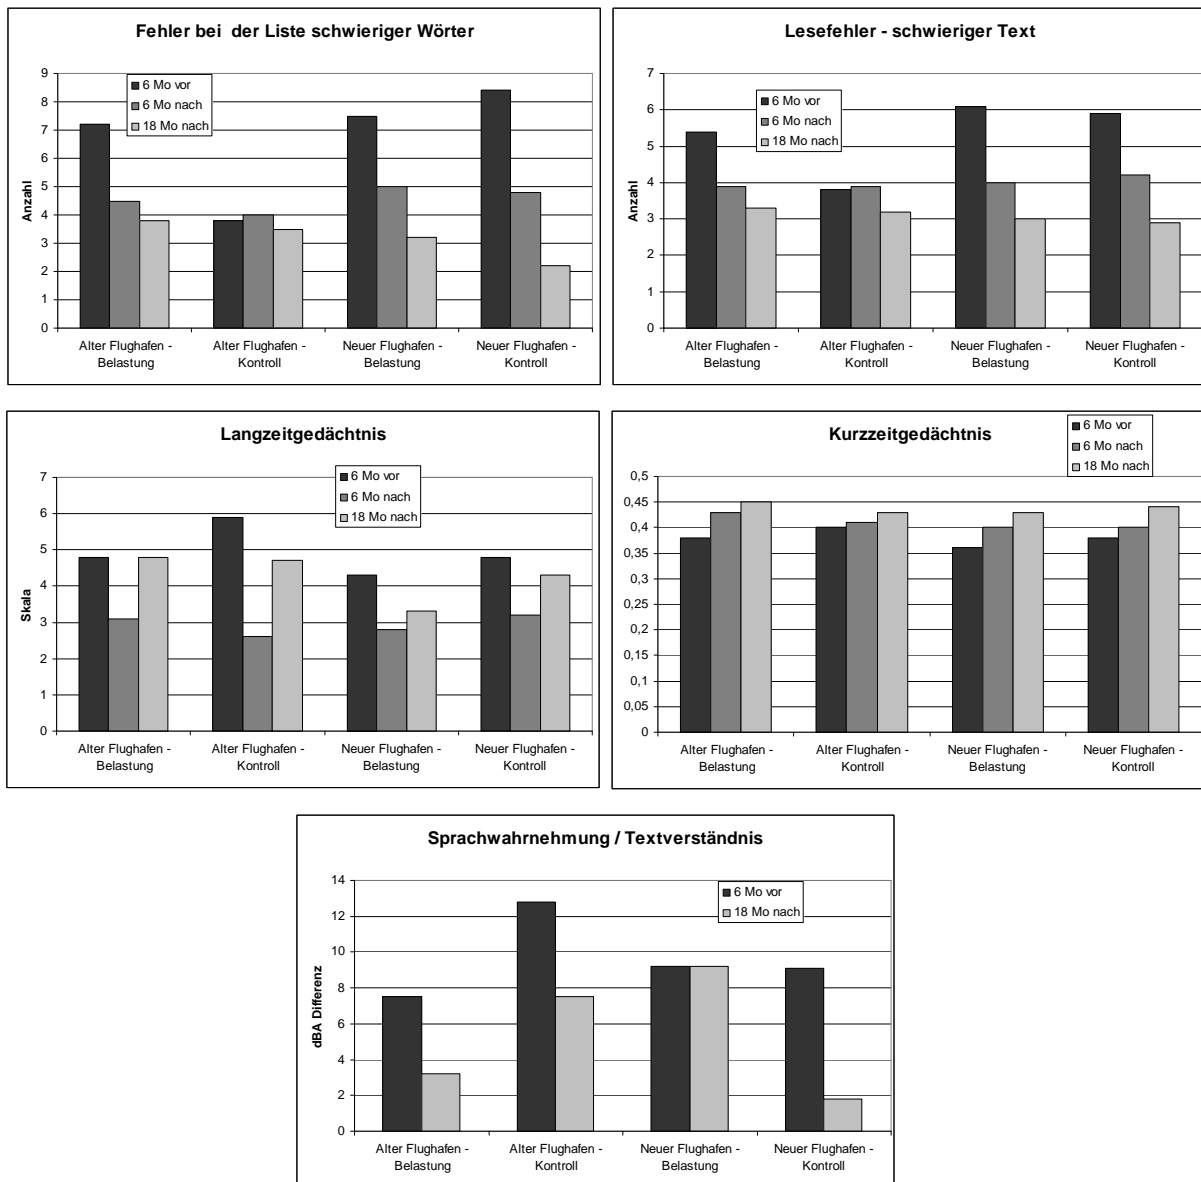 Fehler bei der Liste schwieriger Wörter
6 Mo vor
6 Mo nach
18 Mo nach
Anzahl
9
8
7
6
5
4
3
2
1
0
Alter Flughafen - Belastung
Alter Flughafen - Kontroll
Neuer Flughafen - Belastung
Neuer Flughafen - Kontroll
Lesefehler - schwieriger Text
6 Mo vor
6 Mo nach
18 Mo nach
Anzahl
7
6
5
4
3
2
1
0
Alter Flughafen - Belastung
Alter Flughafen - Kontroll
Neuer Flughafen - Belastung
Neuer Flughafen - Kontroll
Langzeitgedächtnis
6 Mo vor
6 Mo nach
18 Mo nach
Skala
7
6
5
4
3
2
1
0
Alter Flughafen - Belastung
Alter Flughafen - Kontroll
Neuer Flughafen - Belastung
Neuer Flughafen - Kontroll
Kurzzeitgedächtnis
6 Mo vor
6 Mo nach
18 Mo nach
0,5
0,45
0,4
0,35
0,3
0,25
0,2
0,15
0,1
0,05
0
Alter Flughafen - Belastung
Alter Flughafen - Kontroll
Neuer Flughafen - Belastung
Neuer Flughafen - Kontroll
Sprachwahrnehmung / Textverständnis
6 Mo vor
18 Mo nach
dBA Differenz
14
12
10
8
6
4
2
0
Alter Flughafen - Belastung
Alter Flughafen - Kontroll
Neuer Flughafen - Belastung
Neuer Flughafen - Kontroll